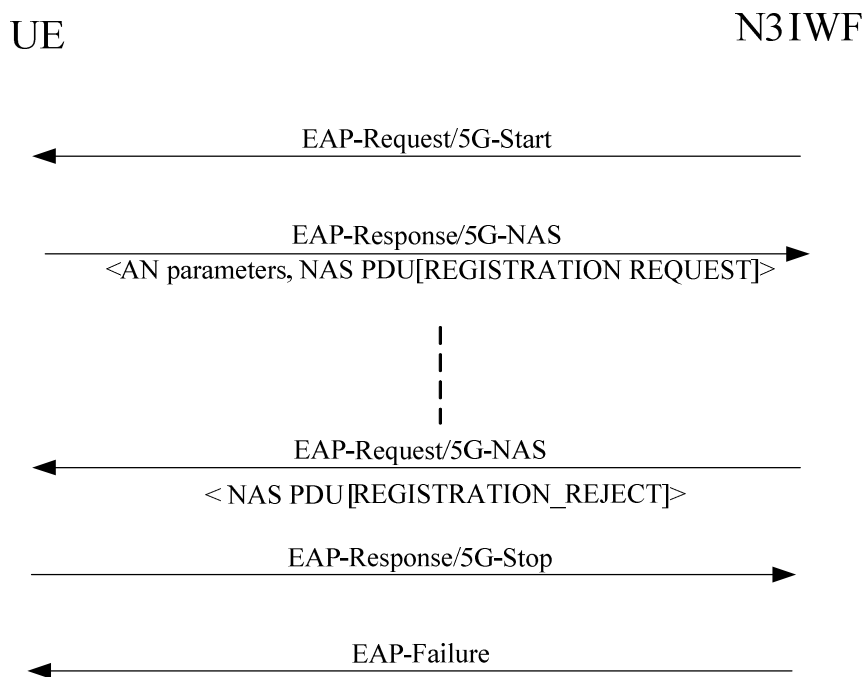 UE
N3IWF
EAP-Request/5G-Start
EAP-Response/5G-NAS
<AN parameters, NAS PDU[REGISTRATION REQUEST]>
EAP-Request/5G-NAS
< NAS PDU[REGISTRATION_REJECT]>
EAP-Response/5G-Stop
EAP-Failure